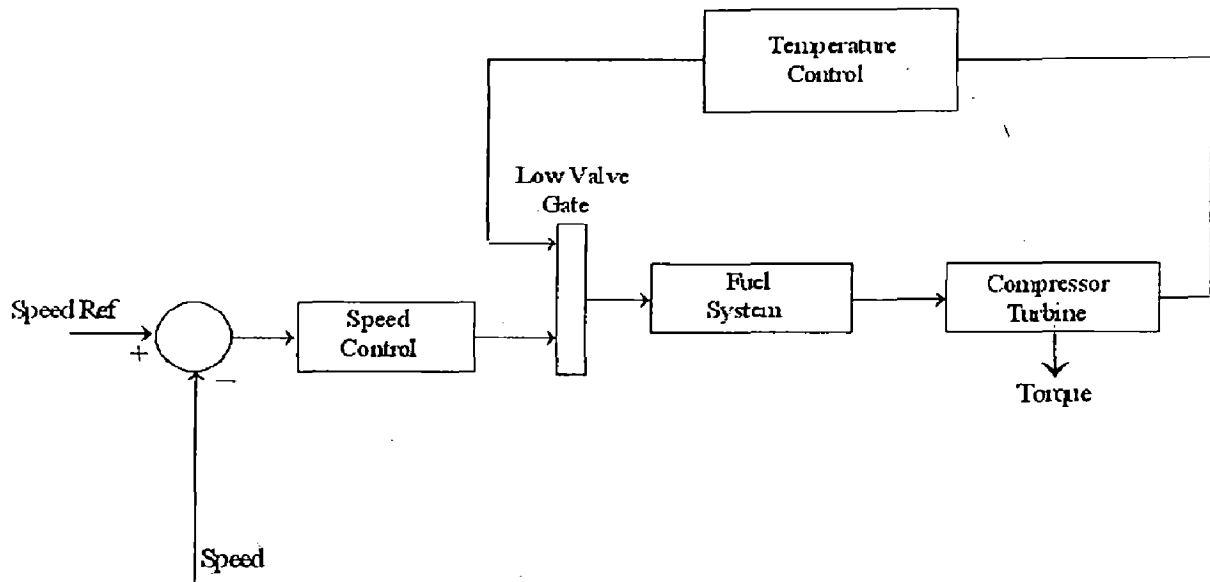 Temperature
Control
Low Valve
Gate
Fuel
System
Compressor
Turbine
Speed Ref
+
Speed
Control
−
Torque
Speed